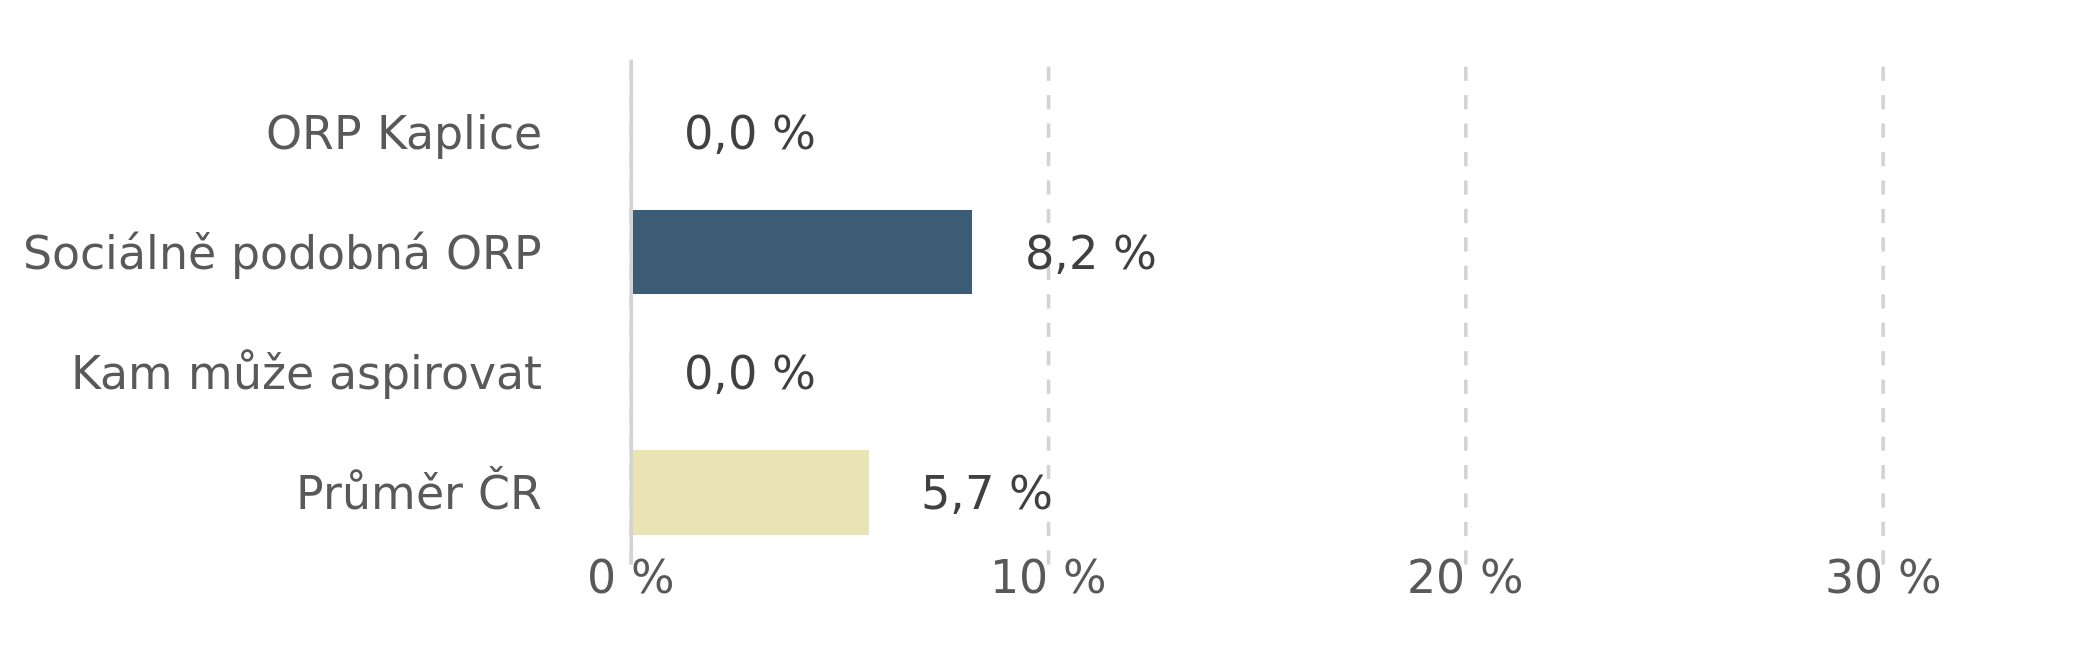 ORP Kaplice 0,0 %
Sociálně podobná ORP 8,2 %
Kam může aspirovat 0,0 %
Průměr ČR 5,7 %
0 % 10 % 20 % 30 %